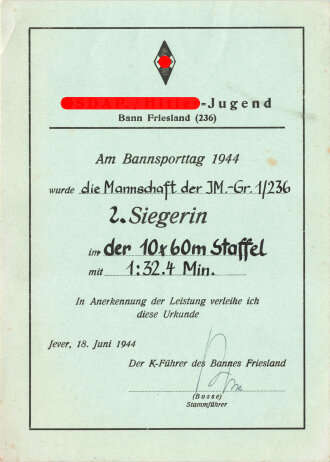 NSDAP./Hitler-Jugend
Bann Friesland (236)
Am Bannsporttag 1944
wurde die Mannschaft der JM.-Gr. 1/236
2. Siegerin
im der 10x60m Staffel
mit 1:32.4 Min.
In Anerkennung der Leistung verleihe ich
diese Urkunde
Jever, 18. Juni 1944
Der K-Führer des Bannes Friesland
(Bosse)
Stammführer